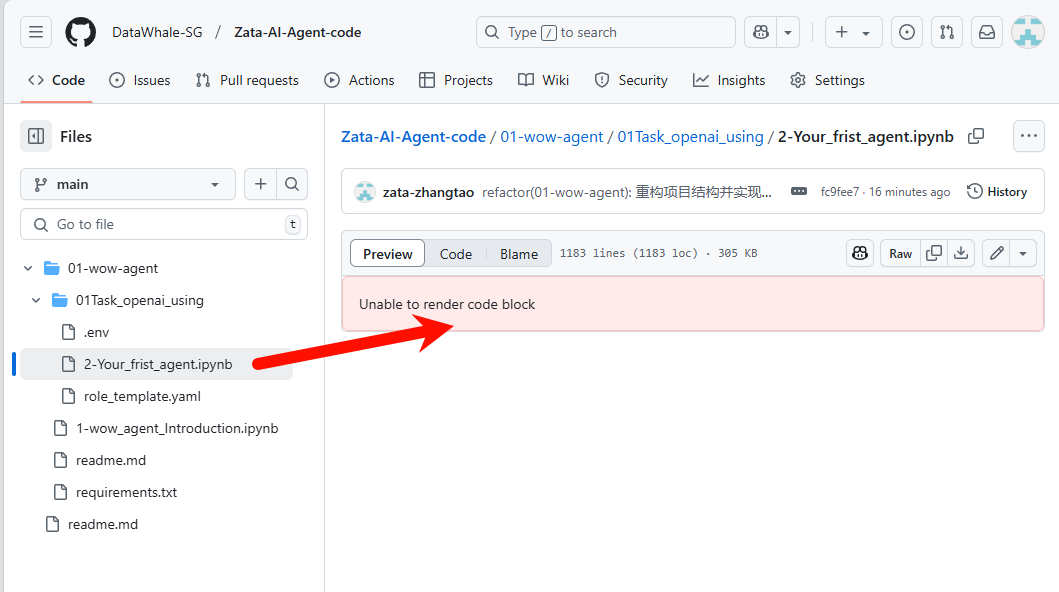 DataWhale-SG / Zata-AI-Agent-code
Type / to search
Code
Issues
Pull requests
Actions
Projects
Wiki
Security
Insights
Settings
Files
main
Go to file
t
01-wow-agent
01Task_openai_using
.env
2-Your_frist_agent.ipynb
role_template.yaml
1-wow_agent_Introduction.ipynb
readme.md
requirements.txt
readme.md
Zata-AI-Agent-code / 01-wow-agent / 01Task_openai_using / 2-Your_frist_agent.ipynb
zata-zhangtao refactor(01-wow-agent): 重构项目结构并实现... cfc9fee7 · 16 minutes ago History
Preview Code Blame 1183 lines (1183 loc) · 305 KB Raw
Unable to render code block